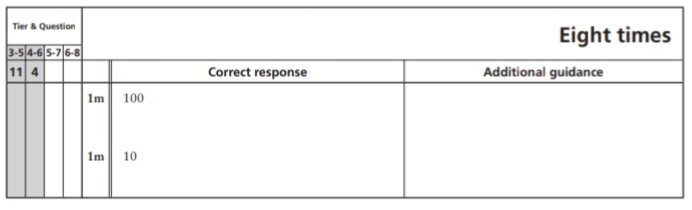 Tier & Question
Eight times
3-5 4-6 5-7 6-8
11 4
Correct response
Additional guidance
1m 100
1m 10